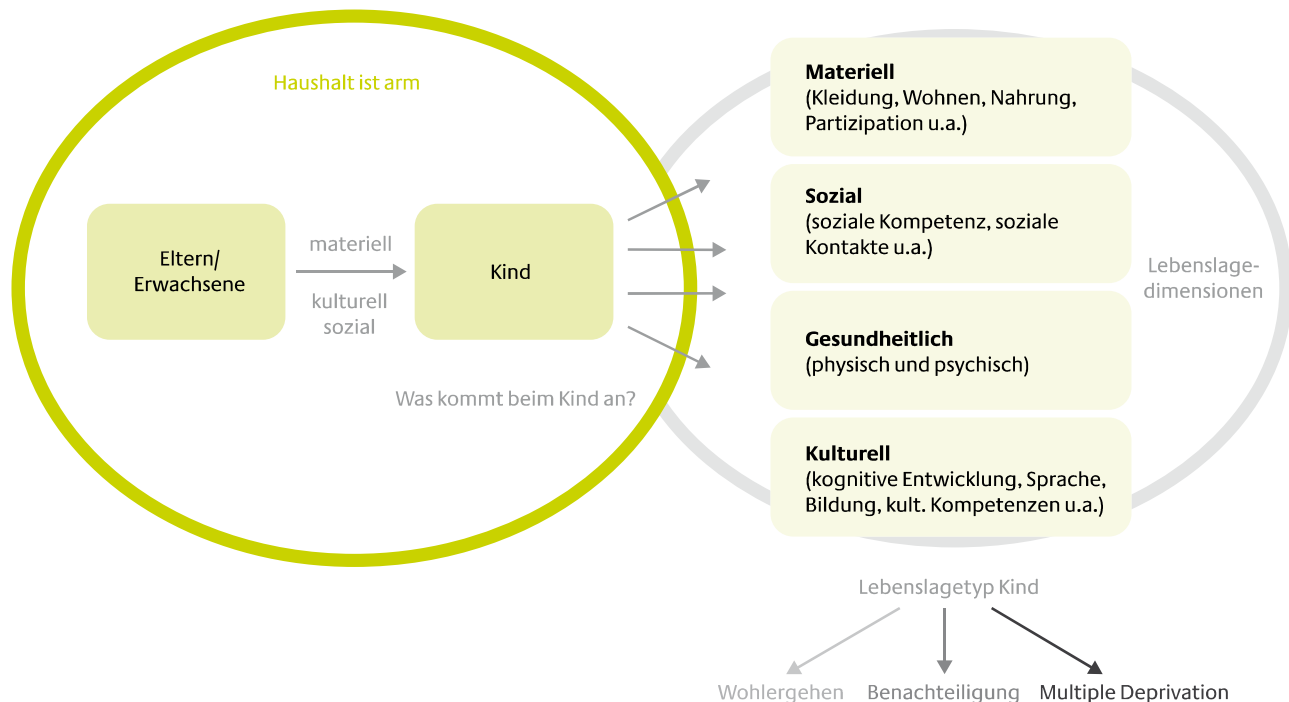 Haushalt ist arm
Eltern/
Erwachsene
materiell
kulturell
sozial
Kind
Was kommt beim Kind an?
Materiell
(Kleidung, Wohnen, Nahrung,
Partizipation u.a.)
Sozial
(soziale Kompetenz, soziale
Kontakte u.a.)
Gesundheitlich
(physisch und psychisch)
Kulturell
(kognitive Entwicklung, Sprache,
Bildung, kult. Kompetenzen u.a.)
Lebenslage-
dimensionen
Lebenslagetyp Kind
Wohlergehen
Benachteiligung
Multiple Deprivation